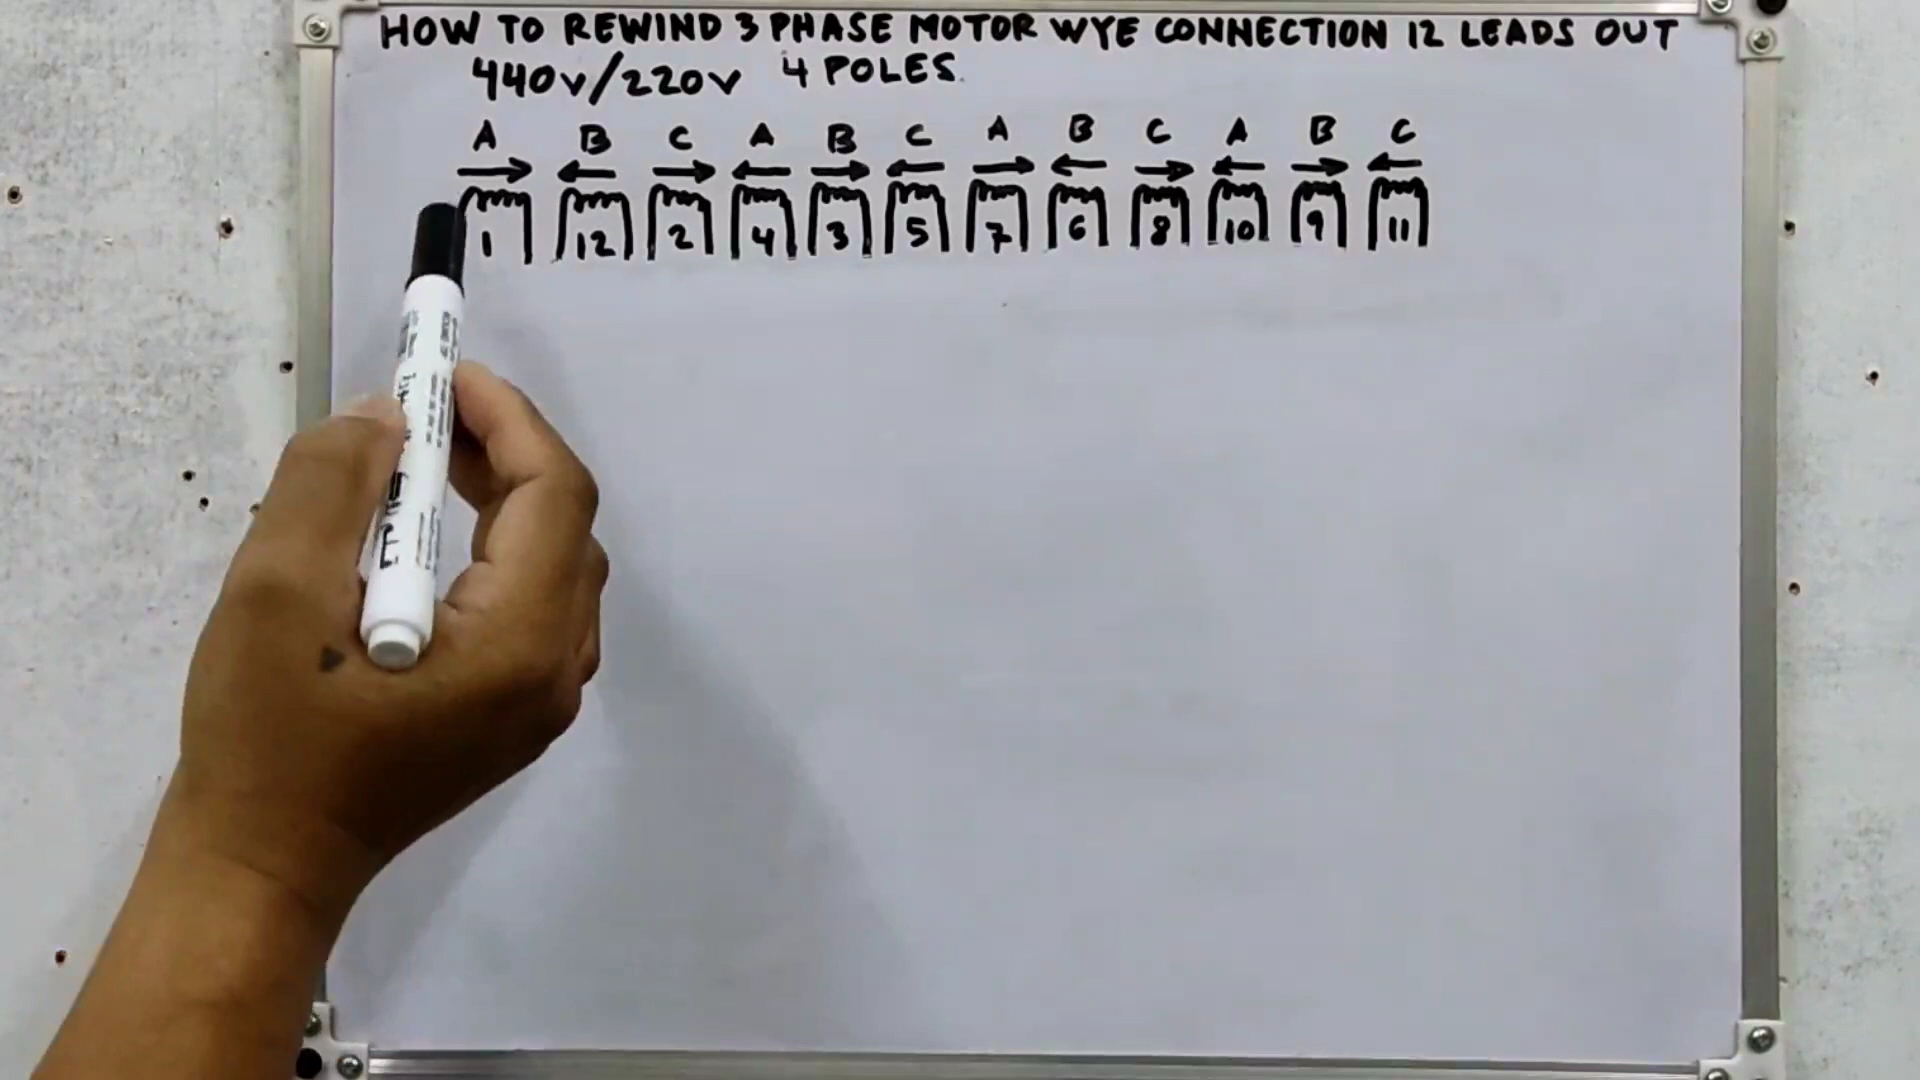 HOW TO REWIND 3 PHASE MOTOR WYE CONNECTION 12 LEADS OUT
440V/220V 4 POLES.
A B C A B C A B C A B C
1 12 2 4 3 5 7 6 8 10 9 11